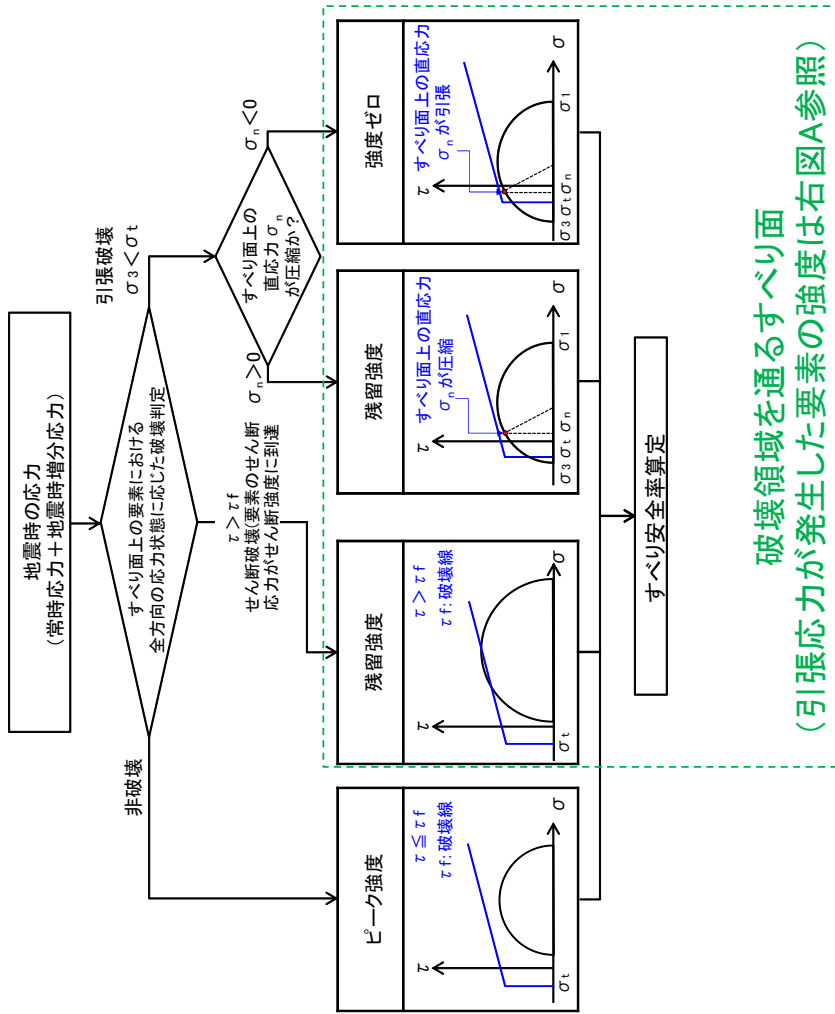 地震時の応力
(常時応力+地震時増分応力)
すべり面上の要素における
全方向の応力状態に応じた破壊判定
非破壊
τ>τf
せん断破壊(要素のせん断
応力がせん断強度に到達
引張破壊
σ3<σt
すべり面上の
直応力σn
が圧縮か?
σn>0
σn<0
ピーク強度
τ≦τf
τf:破壊線
τ
σ
σt
残留強度
τ>τf
τf:破壊線
τ
σ
σt
残留強度
すべり面上の直応力
σnが圧縮
τ
σ
σ3
σt
σn
σ1
強度ゼロ
すべり面上の直応力
σnが引張
τ
σ
σ3
σt
σn
σ1
すべり安全率算定
破壊領域を通るすべり面
(引張応力が発生した要素の強度は右図A参照)